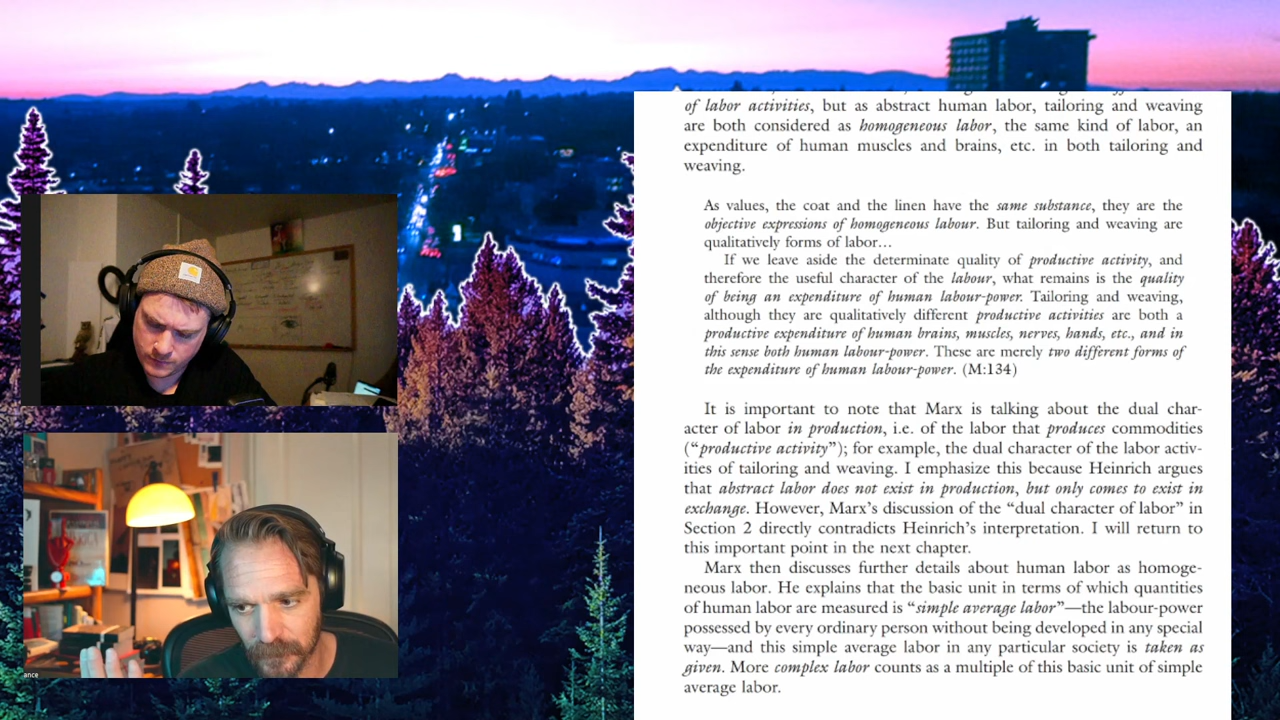 of labor activities, but as abstract human labor, tailoring and weaving
are both considered as homogeneous labor, the same kind of labor, an
expenditure of human muscles and brains, etc. in both tailoring and
weaving.
As values, the coat and the linen have the same substance, they are the
objective expressions of homogeneous labour. But tailoring and weaving are
qualitatively forms of labor…
If we leave aside the determinate quality of productive activity, and
therefore the useful character of the labour, what remains is the quality
of being an expenditure of human labour-power. Tailoring and weaving,
although they are qualitatively different productive activities are both a
productive expenditure of human brains, muscles, nerves, hands, etc., and in
this sense both human labour-power. These are merely two different forms of
the expenditure of human labour-power. (M:134)
It is important to note that Marx is talking about the dual char-
acter of labor in production, i.e. of the labor that produces commodities
(“productive activity”); for example, the dual character of the labor activ-
ities of tailoring and weaving. I emphasize this because Heinrich argues
that abstract labor does not exist in production, but only comes to exist in
exchange. However, Marx’s discussion of the “dual character of labor” in
Section 2 directly contradicts Heinrich’s interpretation. I will return to
this important point in the next chapter.
Marx then discusses further details about human labor as homoge-
neous labor. He explains that the basic unit in terms of which quantities
of human labor are measured is “simple average labor”—the labour-power
possessed by every ordinary person without being developed in any special
way—and this simple average labor in any particular society is taken as
given. More complex labor counts as a multiple of this basic unit of simple
average labor.
ance